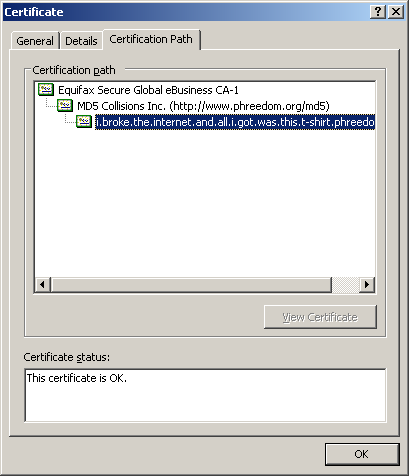 Certificate
General Details Certification Path
Certification path
Equifax Secure Global eBusiness CA-1
MD5 Collisions Inc. (http://www.phreedom.org/md5)
i.broke.the.internet.and.all.i.got.was.this.t-shirt.phreedo
View Certificate
Certificate status:
This certificate is OK.
OK